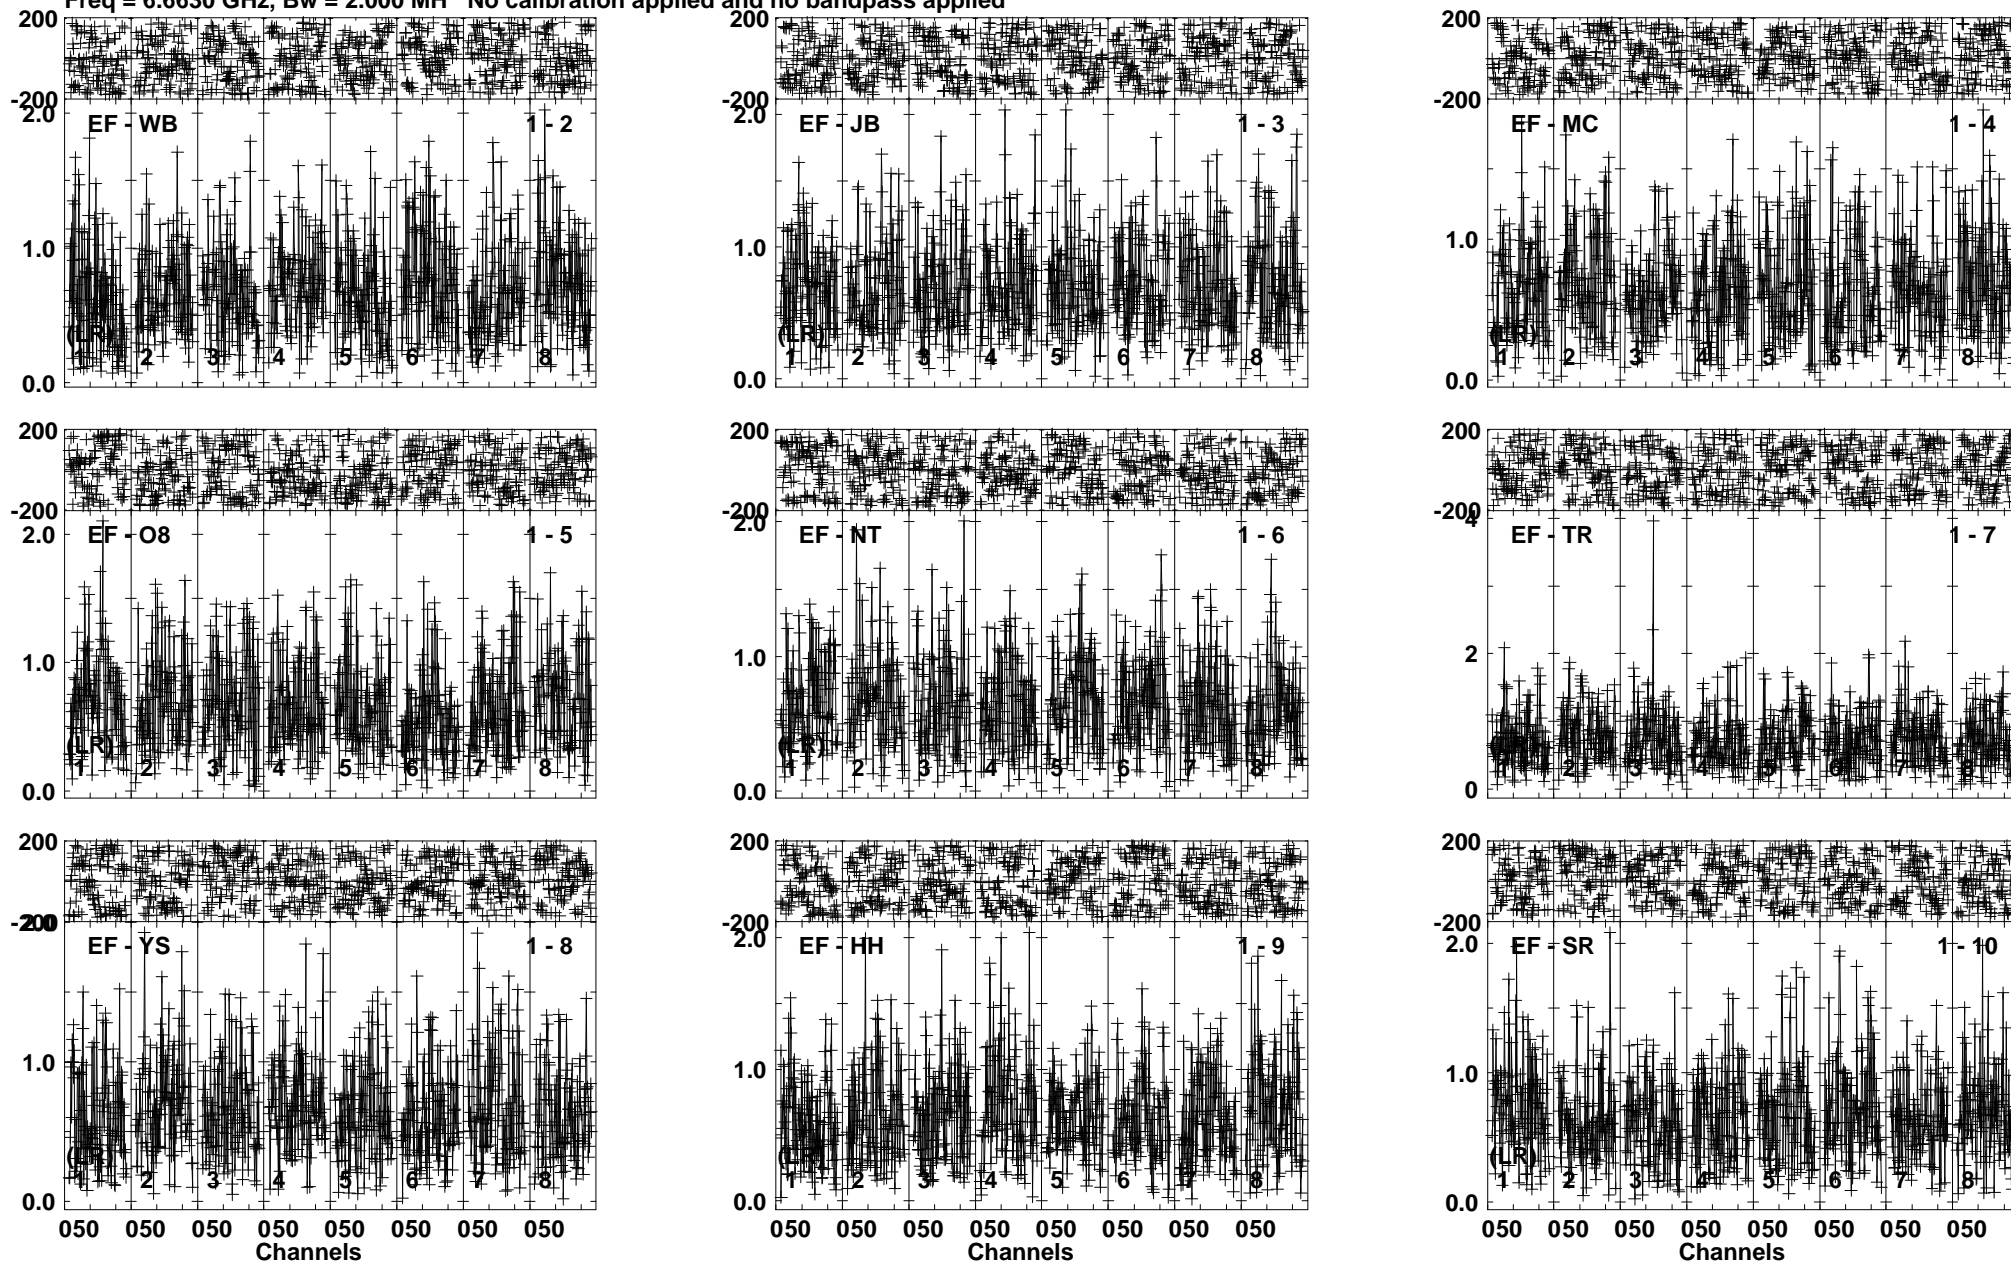 Freq = 6.6630 GHz, Bw = 2.000 MH No calibration applied and no bandpass applied
200 200 200
-200 -200 -200
2.0 2.0
EF - WB 1 - 2 EF - JB 1 - 3 EF - MC 1 - 4
1.0 1.0 1.0
(LR) (LR) (LR)
1 2 3 4 5 6 7 8 1 2 3 4 5 6 7 8 1 2 3 4 5 6 7 8
0.0 0.0 0.0
200 200 200
-200 -200 -200
2.0 2.0 4
EF - O8 1 - 5 EF - NT 1 - 6 EF - TR 1 - 7
1.0 1.0 2
(LR) (LR) (LR)
1 2 3 4 5 6 7 8 1 2 3 4 5 6 7 8 1 2 3 4 5 6 7 8
0.0 0.0 0
200 200 200
-200 -200 -200
2.0 2.0 2.0
EF - YS 1 - 8 EF - HH 1 - 9 EF - SR 1 - 10
1.0 1.0 1.0
(LR) (LR) (LR)
1 2 3 4 5 6 7 8 1 2 3 4 5 6 7 8 1 2 3 4 5 6 7 8
0.0 0.0 0.0
050 050 050 050 050 050 050 050 050 050 050 050 050 050 050 050 050 050 050 050 050 050 050 050
Channels Channels Channels